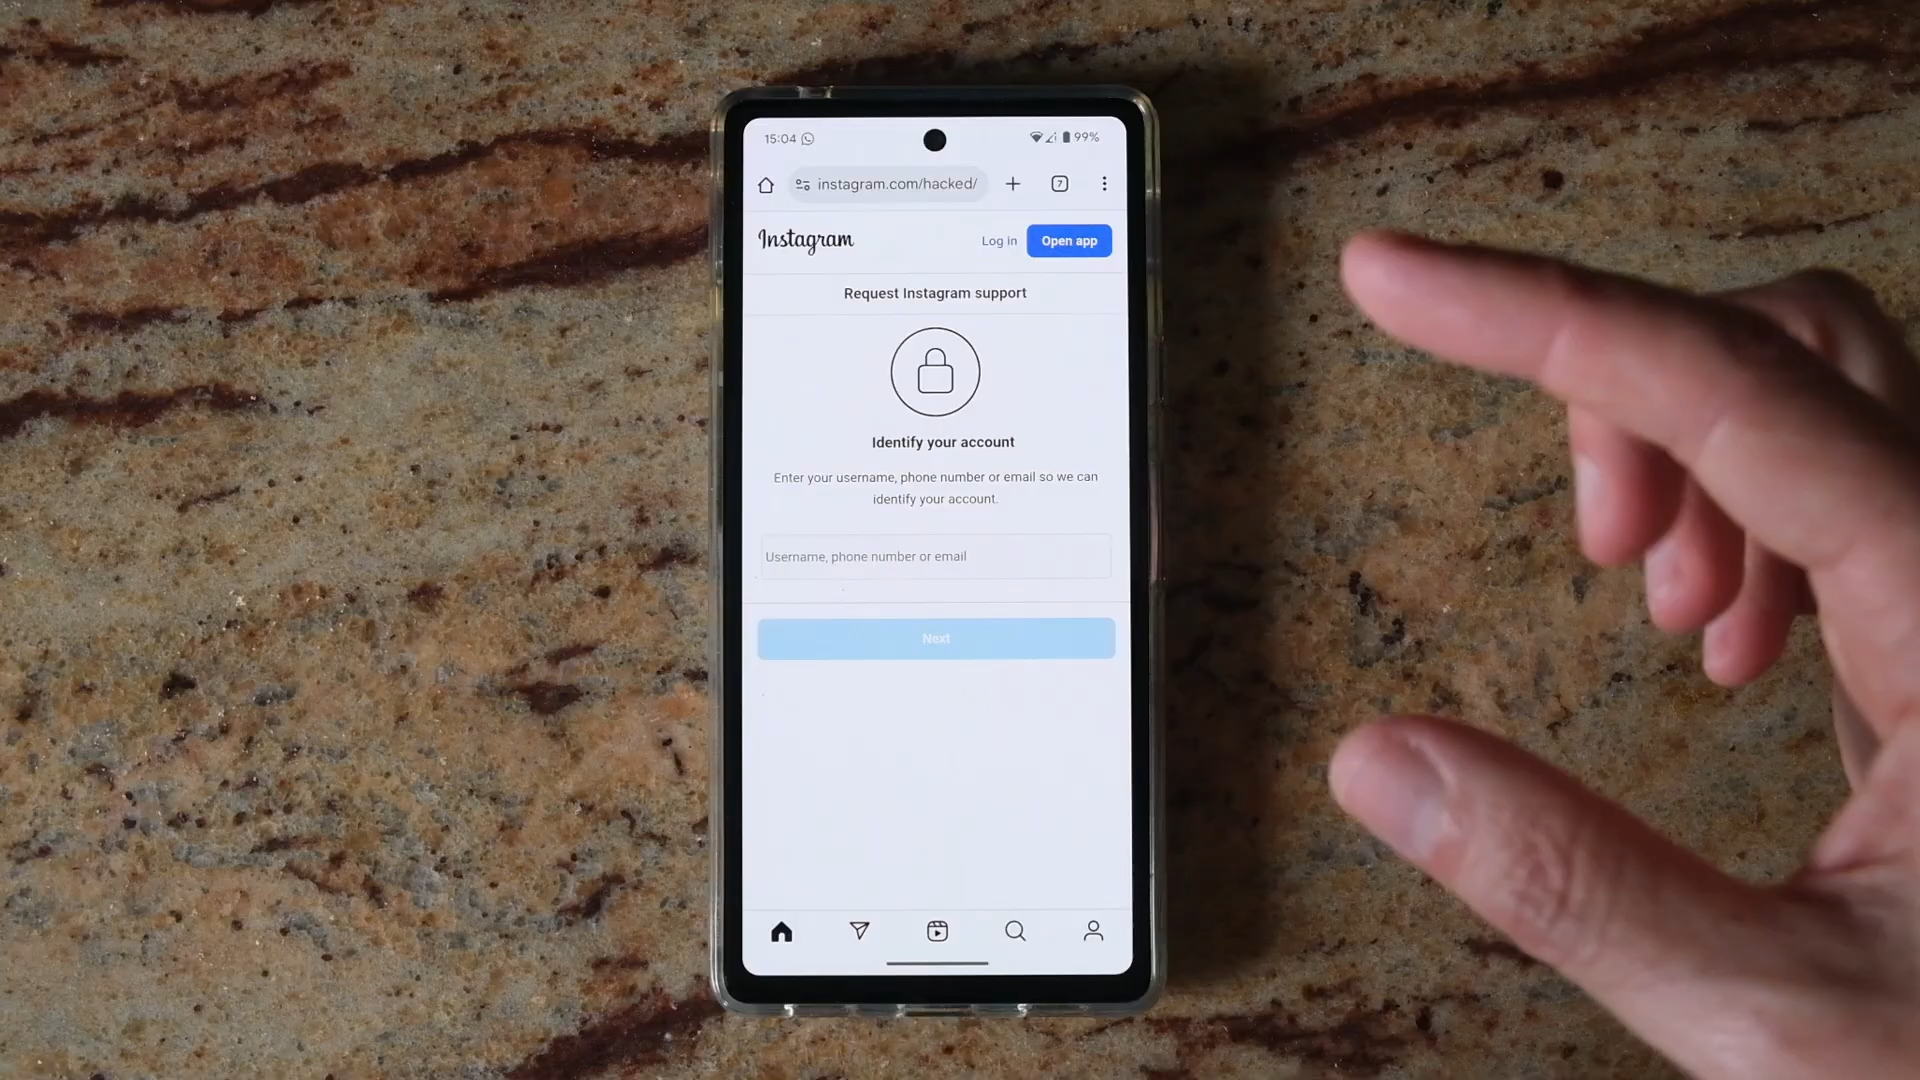 15:04 99%
instagram.com/hacked/ 7
Instagram Log in Open app
Request Instagram support
Identify your account
Enter your username, phone number or email so we can
identify your account.
Username, phone number or email
Next